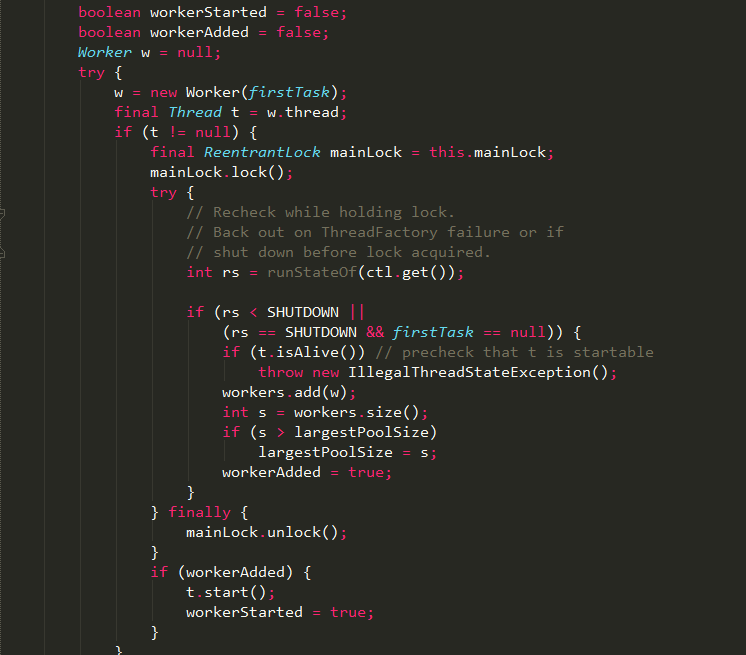 boolean workerStarted = false;
boolean workerAdded = false;
Worker w = null;
try {
w = new Worker(firstTask);
final Thread t = w.thread;
if (t != null) {
final ReentrantLock mainLock = this.mainLock;
mainLock.lock();
try {
// Recheck while holding lock.
// Back out on ThreadFactory failure or if
// shut down before lock acquired.
int rs = runStateOf(ctl.get());
if (rs < SHUTDOWN ||
(rs == SHUTDOWN && firstTask == null)) {
if (t.isAlive()) // precheck that t is startable
throw new IllegalThreadStateException();
workers.add(w);
int s = workers.size();
if (s > largestPoolSize)
largestPoolSize = s;
workerAdded = true;
}
} finally {
mainLock.unlock();
}
if (workerAdded) {
t.start();
workerStarted = true;
}
}